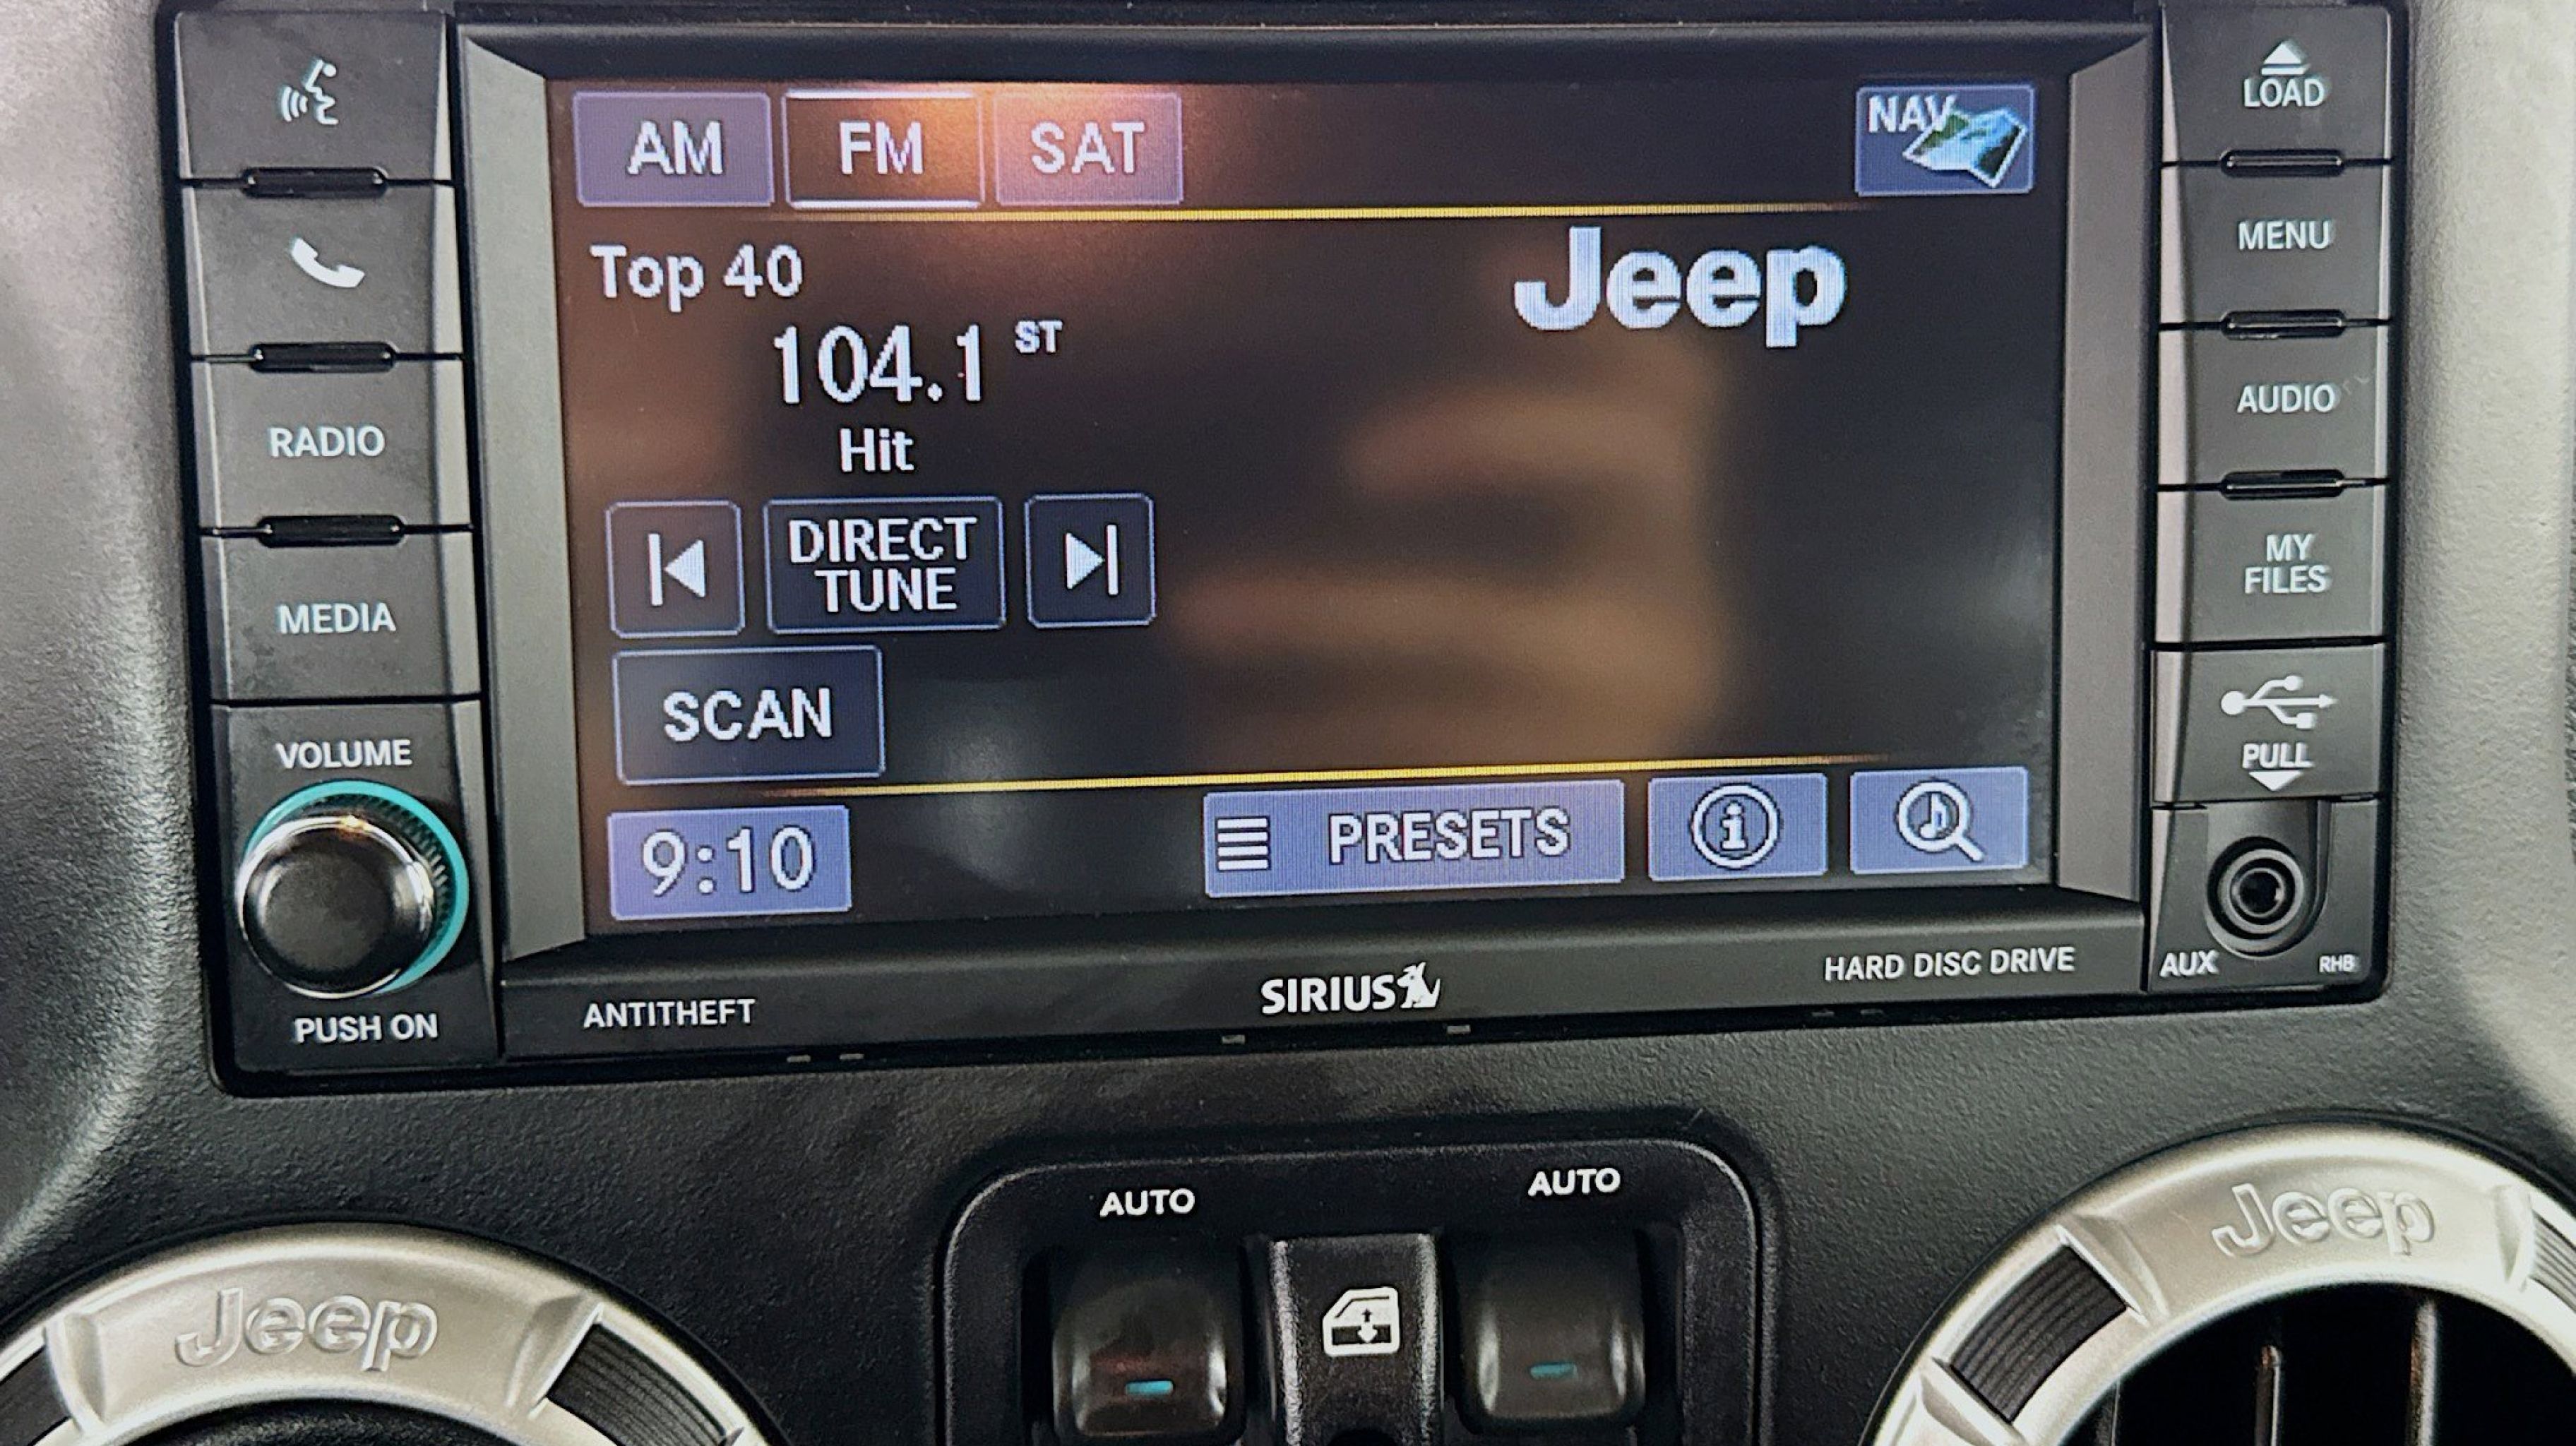 LOAD
AM FM SAT
NAV
MENU
Top 40
Jeep
104.1 ST
Hit
RADIO
AUDIO
DIRECT
TUNE
MY
FILES
MEDIA
SCAN
VOLUME
PULL
9:10
PRESETS
AUX
RHB
HARD DISC DRIVE
SIRIUS
ANTITHEFT
PUSH ON
AUTO
AUTO
Jeep
Jeep